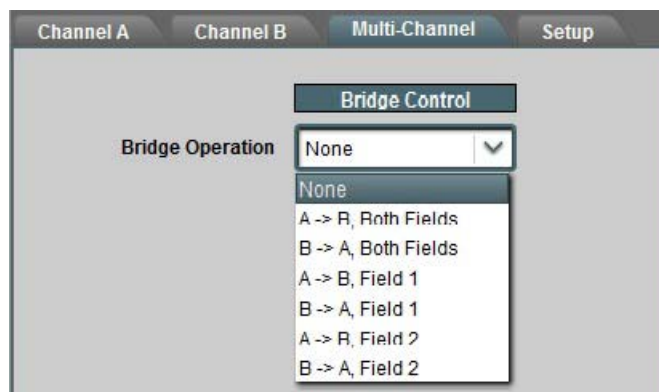 Channel A Channel B Multi-Channel Setup
Bridge Control
Bridge Operation None
None
A -> B, Both Fields
B -> A, Both Fields
A -> B, Field 1
B -> A, Field 1
A -> B, Field 2
B -> A, Field 2